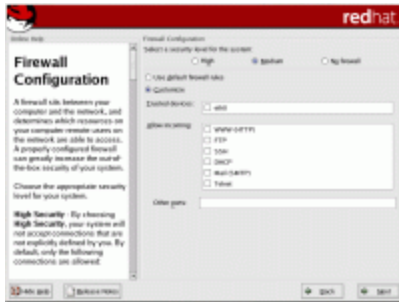 redhat
Online Help
Firewall
Configuration
A firewall sits between your
computer and the network, and
determines which resources on
your computer remote users on
the network are able to access.
A properly configured firewall
can greatly increase the out-of-
the-box security of your system.
Choose the appropriate security
level for your system.
High Security - By choosing
High Security, your system will
not accept connections that are
not explicitly defined by you. By
default, only the following
connections are allowed:
Firewall Configuration
Select a security level for the system:
High
Medium
No firewall
Use default firewall rules
Customize
Trusted devices:
eth0
Allow incoming:
WWW (HTTP)
FTP
SSH
DHCP
Mail (SMTP)
Telnet
Other ports:
Hide Help
Release Notes
Back
Next